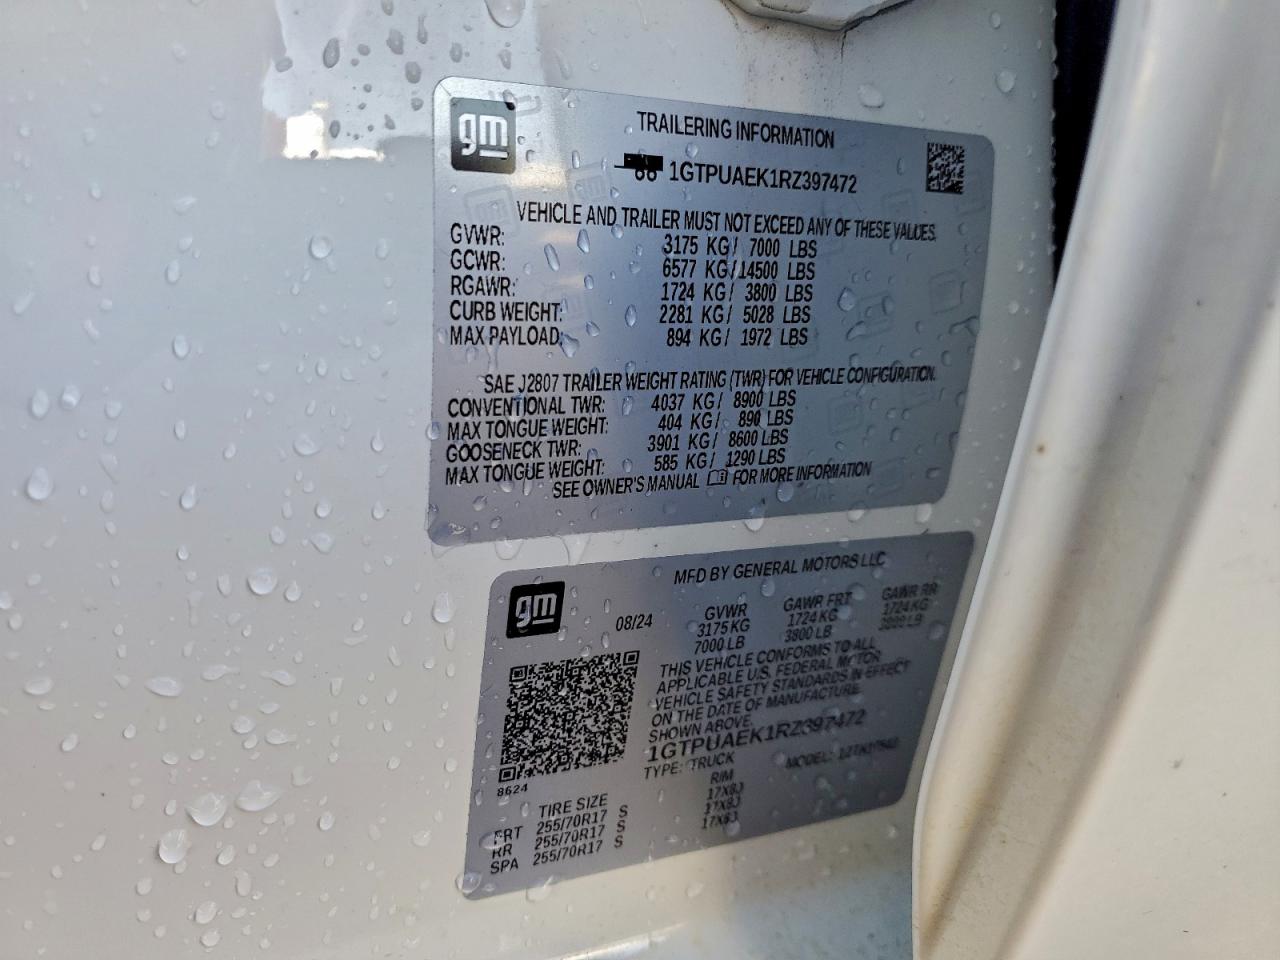 gm
TRAILERING INFORMATION
1GTPUAEK1RZ397472
VEHICLE AND TRAILER MUST NOT EXCEED ANY OF THESE VALUES.
GVWR: 3175 KG/ 7000 LBS
GCWR: 6577 KG/14500 LBS
RGAWR: 1724 KG/ 3800 LBS
CURB WEIGHT: 2281 KG/ 5028 LBS
MAX PAYLOAD: 894 KG/ 1972 LBS
SAE J2807 TRAILER WEIGHT RATING (TWR) FOR VEHICLE CONFIGURATION.
CONVENTIONAL TWR: 4037 KG/ 8900 LBS
MAX TONGUE WEIGHT: 404 KG/ 890 LBS
GOOSENECK TWR: 3901 KG/ 8600 LBS
MAX TONGUE WEIGHT: 585 KG/ 1290 LBS
SEE OWNER'S MANUAL FOR MORE INFORMATION
gm
MFD BY GENERAL MOTORS LLC
08/24
GVWR GAWR FRT GAWR RR
3175 KG 1724 KG 1724 KG
7000 LB 3800 LB 3800 LB
THIS VEHICLE CONFORMS TO ALL
APPLICABLE U.S. FEDERAL MOTOR
VEHICLE SAFETY STANDARDS IN EFFECT
ON THE DATE OF MANUFACTURE
SHOWN ABOVE.
1GTPUAEK1RZ397472
TYPE: TRUCK MODEL:
8624
TIRE SIZE RIM
FRT 255/70R17 S 17X8J
RR 255/70R17 S 17X8J
SPA 255/70R17 S 17X8J